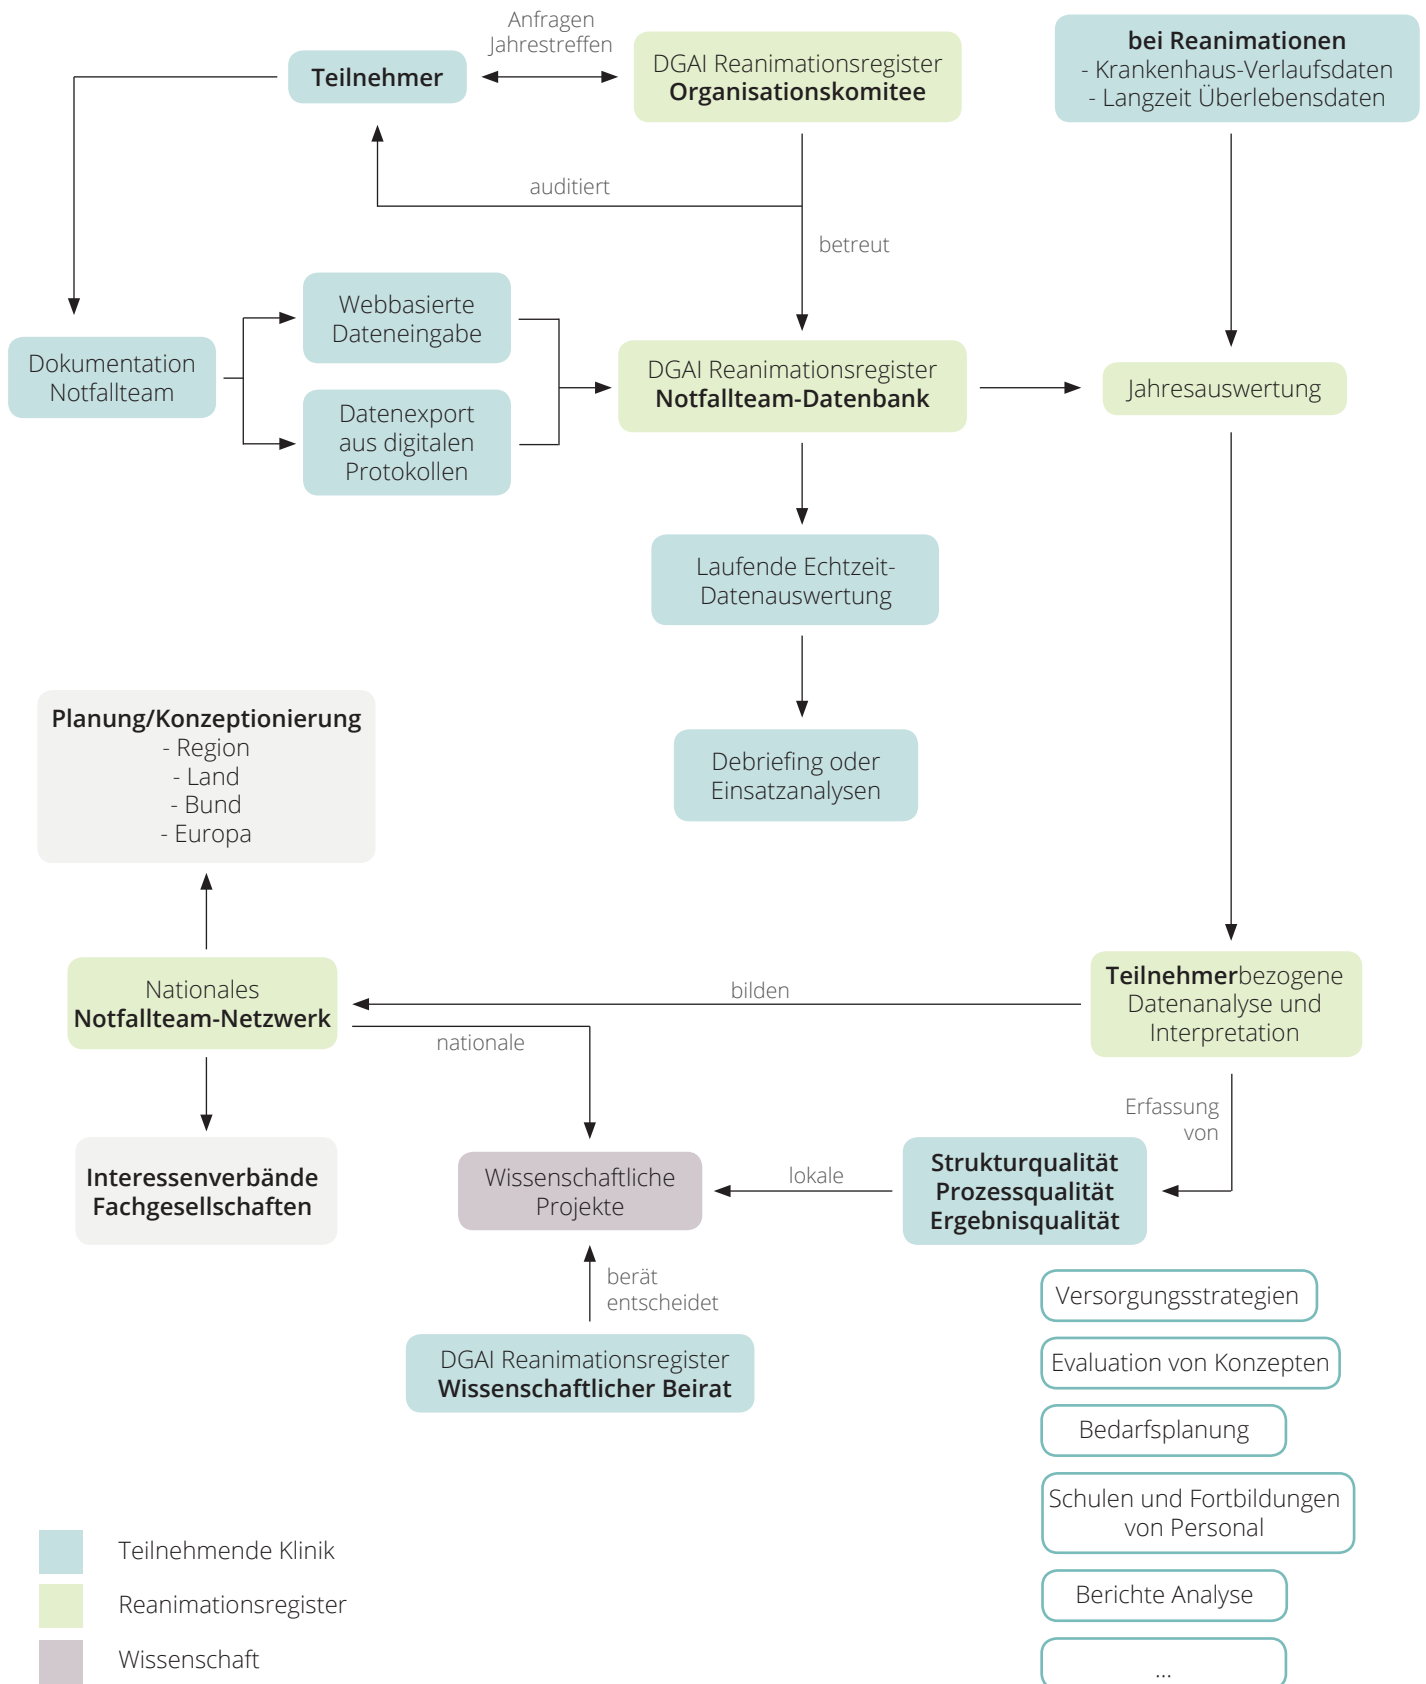 Anfragen
Jahrestreffen
Teilnehmer
DGAI Reanimationsregister
Organisationskomitee
bei Reanimationen
- Krankenhaus-Verlaufsdaten
- Langzeit Überlebensdaten
auditiert
betreut
Dokumentation
Notfallteam
Webbasierte
Dateneingabe
Datenexport
aus digitalen
Protokollen
DGAI Reanimationsregister
Notfallteam-Datenbank
Jahresauswertung
Laufende Echtzeit-
Datenauswertung
Debriefing oder
Einsatzanalysen
Planung/Konzeptionierung
- Region
- Land
- Bund
- Europa
Nationales
Notfallteam-Netzwerk
bilden
nationale
Teilnehmerbezogene
Datenanalyse und
Interpretation
Erfassung
von
Interessenverbände
Fachgesellschaften
Wissenschaftliche
Projekte
lokale
Strukturqualität
Prozessqualität
Ergebnisqualität
berät
entscheidet
DGAI Reanimationsregister
Wissenschaftlicher Beirat
Versorgungsstrategien
Evaluation von Konzepten
Bedarfsplanung
Schulen und Fortbildungen
von Personal
Berichte Analyse
...
Teilnehmende Klinik
Reanimationsregister
Wissenschaft